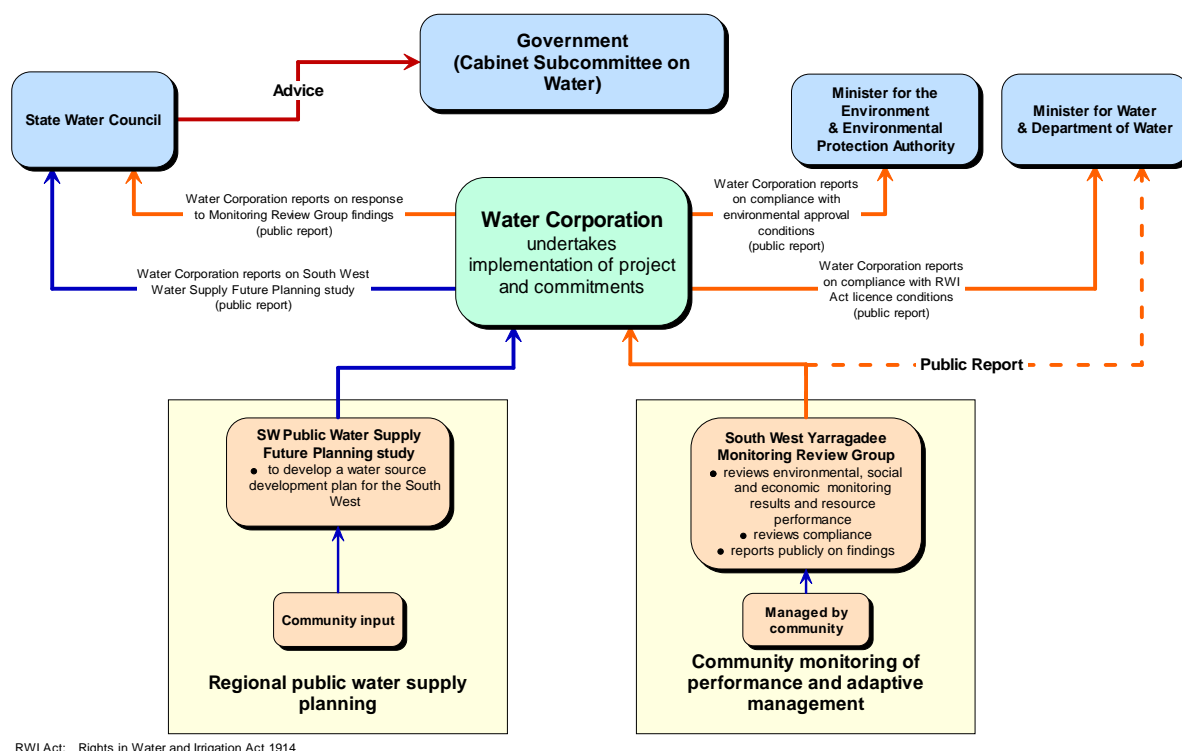 Government
(Cabinet Subcommittee on
Water)
Advice
State Water Council
Minister for the
Environment
& Environmental
Protection Authority
Minister for Water
& Department of Water
Water Corporation reports on response
to Monitoring Review Group findings
(public report)
Water Corporation
undertakes
implementation of project
and commitments
Water Corporation reports
on compliance with
environmental approval
conditions
(public report)
Water Corporation reports on South West
Water Supply Future Planning study
(public report)
Water Corporation reports
on compliance with RWI
Act licence conditions
(public report)
Public Report
SW Public Water Supply
Future Planning study
● to develop a water source
development plan for the South
West
Community input
Regional public water supply
planning
South West Yarragadee
Monitoring Review Group
● reviews environmental, social
and economic monitoring
results and resource
performance
● reviews compliance
● reports publicly on findings
Managed by
community
Community monitoring of
performance and adaptive
management
RWI Act: Rights in Water and Irrigation Act 1914